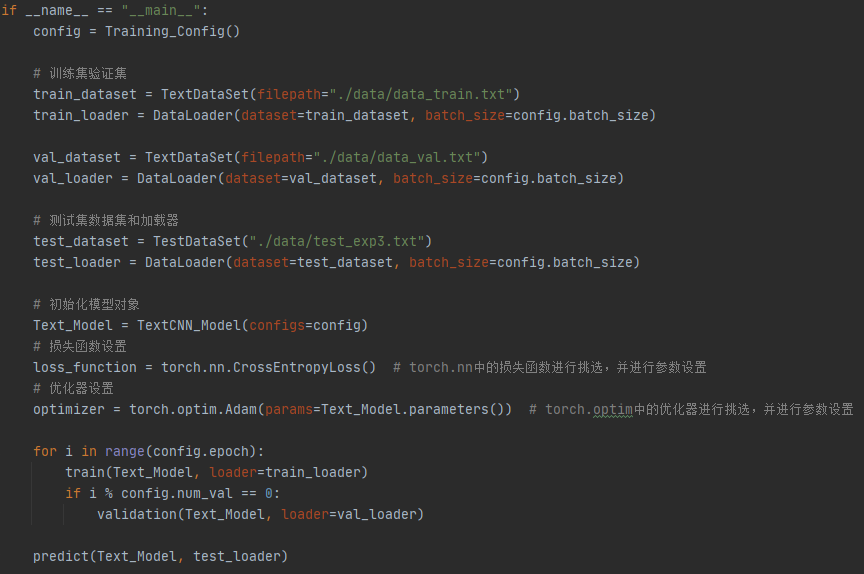 if __name__ == "__main__":
    config = Training_Config()

    # 训练集验证集
    train_dataset = TextDataSet(filepath="./data/data_train.txt")
    train_loader = DataLoader(dataset=train_dataset, batch_size=config.batch_size)

    val_dataset = TextDataSet(filepath="./data/data_val.txt")
    val_loader = DataLoader(dataset=val_dataset, batch_size=config.batch_size)

    # 测试集数据集和加载器
    test_dataset = TestDataSet("./data/test_exp3.txt")
    test_loader = DataLoader(dataset=test_dataset, batch_size=config.batch_size)

    # 初始化模型对象
    Text_Model = TextCNN_Model(configs=config)
    # 损失函数设置
    loss_function = torch.nn.CrossEntropyLoss()  # torch.nn中的损失函数进行挑选，并进行参数设置
    # 优化器设置
    optimizer = torch.optim.Adam(params=Text_Model.parameters())  # torch.optim中的优化器进行挑选，并进行参数设置

    for i in range(config.epoch):
        train(Text_Model, loader=train_loader)
        if i % config.num_val == 0:
            validation(Text_Model, loader=val_loader)

    predict(Text_Model, test_loader)